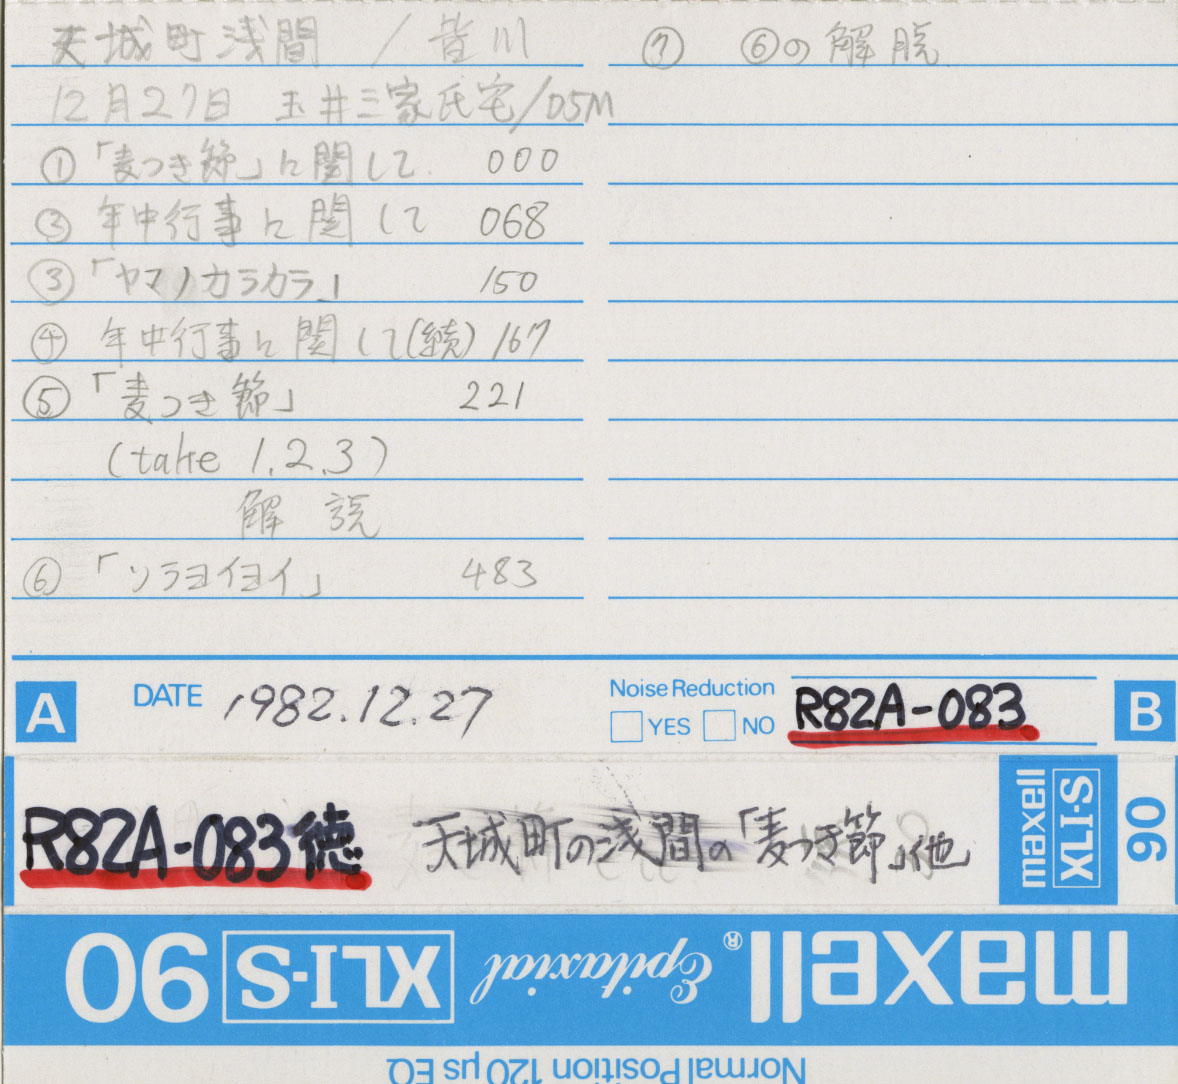 天城町浅間 / 皆川
12月27日 玉井三家氏宅/D5M
① 「麦つき節」に関して 000
② 年中行事に関して 068
③ 「ヤマノカラカラ」 150
④ 年中行事に関して(続) 167
⑤ 「麦つき節」 221
(take 1.2.3)
解説
⑥ 「ソラヨイヨイ」 483
⑦ ⑥の解説
A DATE 1982.12.27 Noise Reduction YES NO R82A-083 B
R82A-083 徳 天城町の浅間の「麦つき節」他 maxell XLI-S 90
maxell® Epitaxial XLI-S 90
Normal Position 120 μs EQ